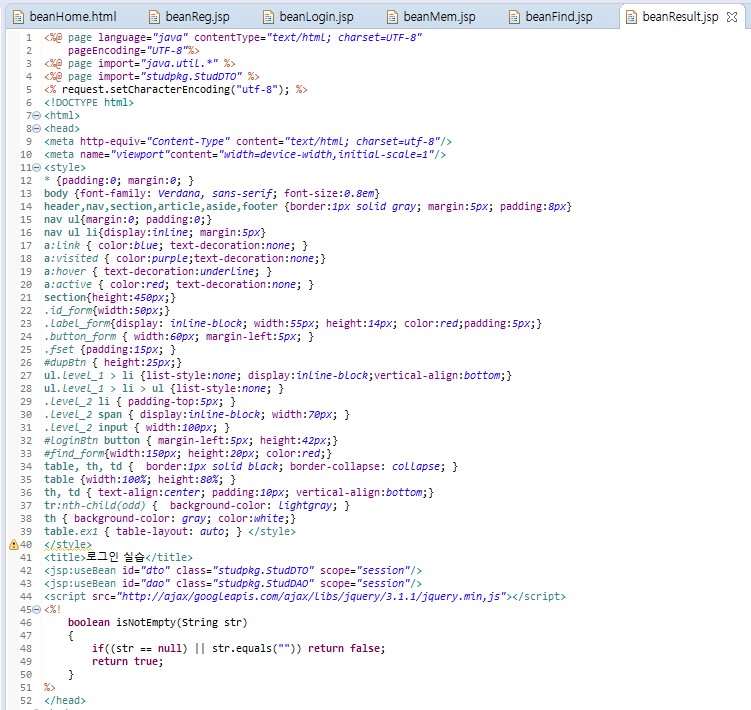 beanHome.html beanReg.jsp beanLogin.jsp beanMem.jsp beanFind.jsp beanResult.jsp
1 <%@ page language="java" contentType="text/html; charset=UTF-8"
2 pageEncoding="UTF-8"%>
3 <%@ page import="java.util.*" %>
4 <%@ page import="studpkg.StudDTO" %>
5 <% request.setCharacterEncoding("utf-8"); %>
6 <!DOCTYPE html>
7 <html>
8 <head>
9 <meta http-equiv="Content-Type" content="text/html; charset=utf-8"/>
10 <meta name="viewport"content="width=device-width,initial-scale=1"/>
11 <style>
12 * {padding:0; margin:0; }
13 body {font-family: Verdana, sans-serif; font-size:0.8em}
14 header,nav,section,article,aside,footer {border:1px solid gray; margin:5px; padding:8px}
15 nav ul{margin:0; padding:0;}
16 nav ul li{display:inline; margin:5px}
17 a:link { color:blue; text-decoration:none; }
18 a:visited { color:purple;text-decoration:none;}
19 a:hover { text-decoration:underline; }
20 a:active { color:red; text-decoration:none; }
21 section{height:450px;}
22 .id_form{width:50px;}
23 .label_form{display: inline-block; width:55px; height:14px; color:red;padding:5px;}
24 .button_form { width:60px; margin-left:5px; }
25 .fset {padding:15px; }
26 #dupBtn { height:25px;}
27 ul.level_1 > li {list-style:none; display:inline-block;vertical-align:bottom;}
28 ul.level_1 > li > ul {list-style:none; }
29 .level_2 li { padding-top:5px; }
30 .level_2 span { display:inline-block; width:70px; }
31 .level_2 input { width:100px; }
32 #LoginBtn button { margin-left:5px; height:42px;}
33 #find_form{width:150px; height:20px; color:red;}
34 table, th, td { border:1px solid black; border-collapse: collapse; }
35 table {width:100%; height:80%; }
36 th, td { text-align:center; padding:10px; vertical-align:bottom;}
37 tr:nth-child(odd) { background-color: lightgray; }
38 th { background-color: gray; color:white;}
39 table.ex1 { table-layout: auto; } </style>
40 </style>
41 <title>로그인 실습</title>
42 <jsp:useBean id="dto" class="studpkg.StudDTO" scope="session"/>
43 <jsp:useBean id="dao" class="studpkg.StudDAO" scope="session"/>
44 <script src="http://ajax/googleapis.com/ajax/libs/jquery/3.1.1/jquery.min,js"></script>
45 <%!
46 boolean isNotEmpty(String str)
47 {
48 if((str == null) || str.equals("")) return false;
49 return true;
50 }
51 %>
52 </head>